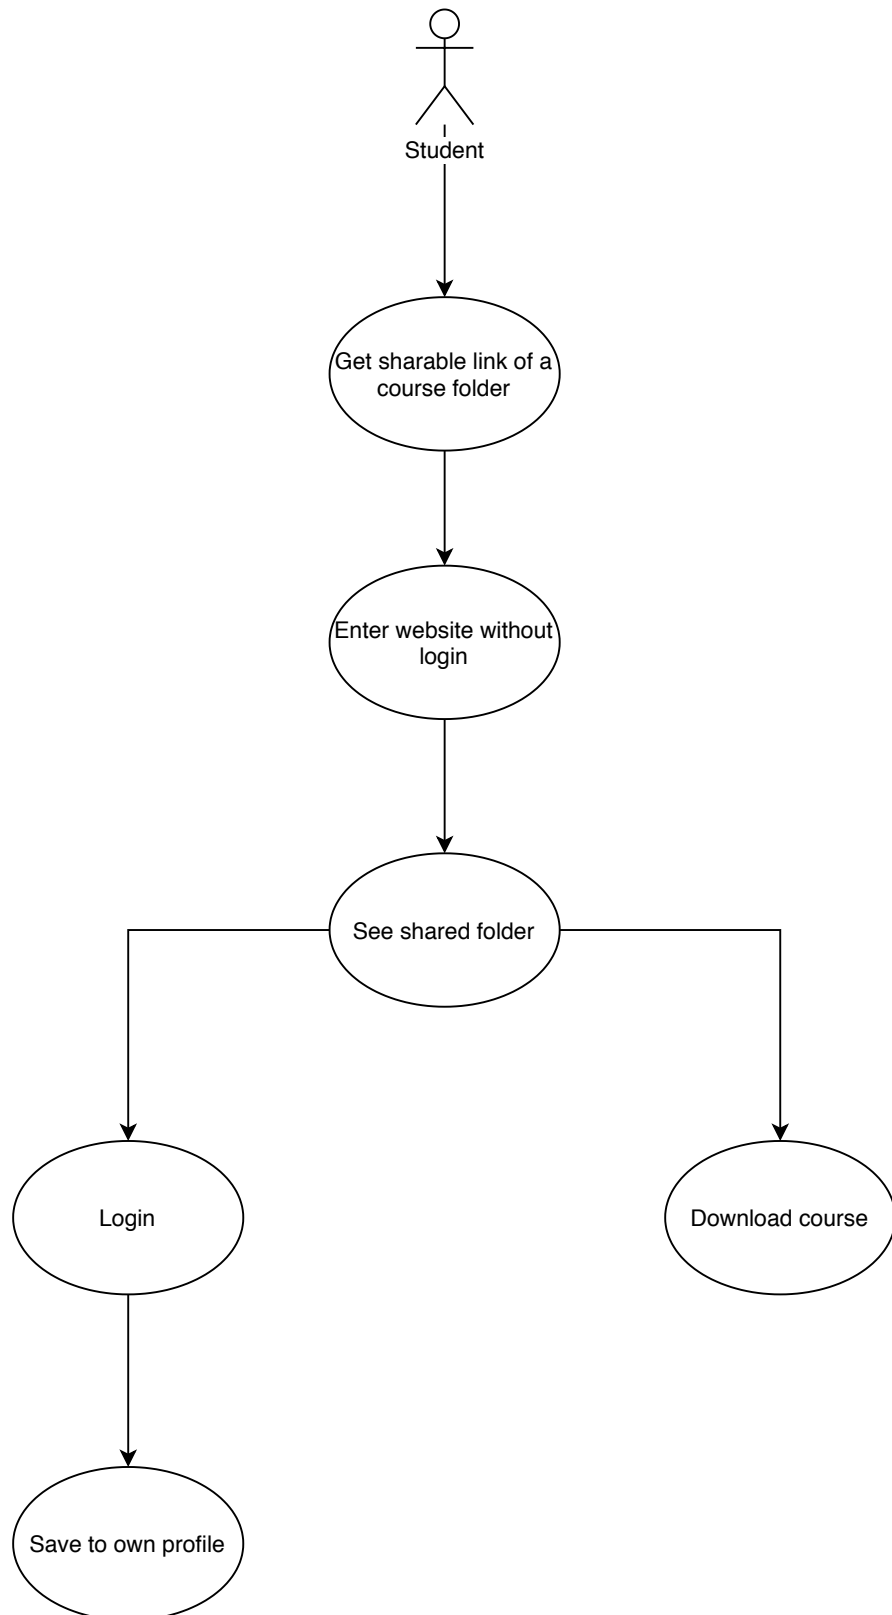 Student
Get sharable link of a
course folder
Enter website without
login
See shared folder
Login
Download course
Save to own profile